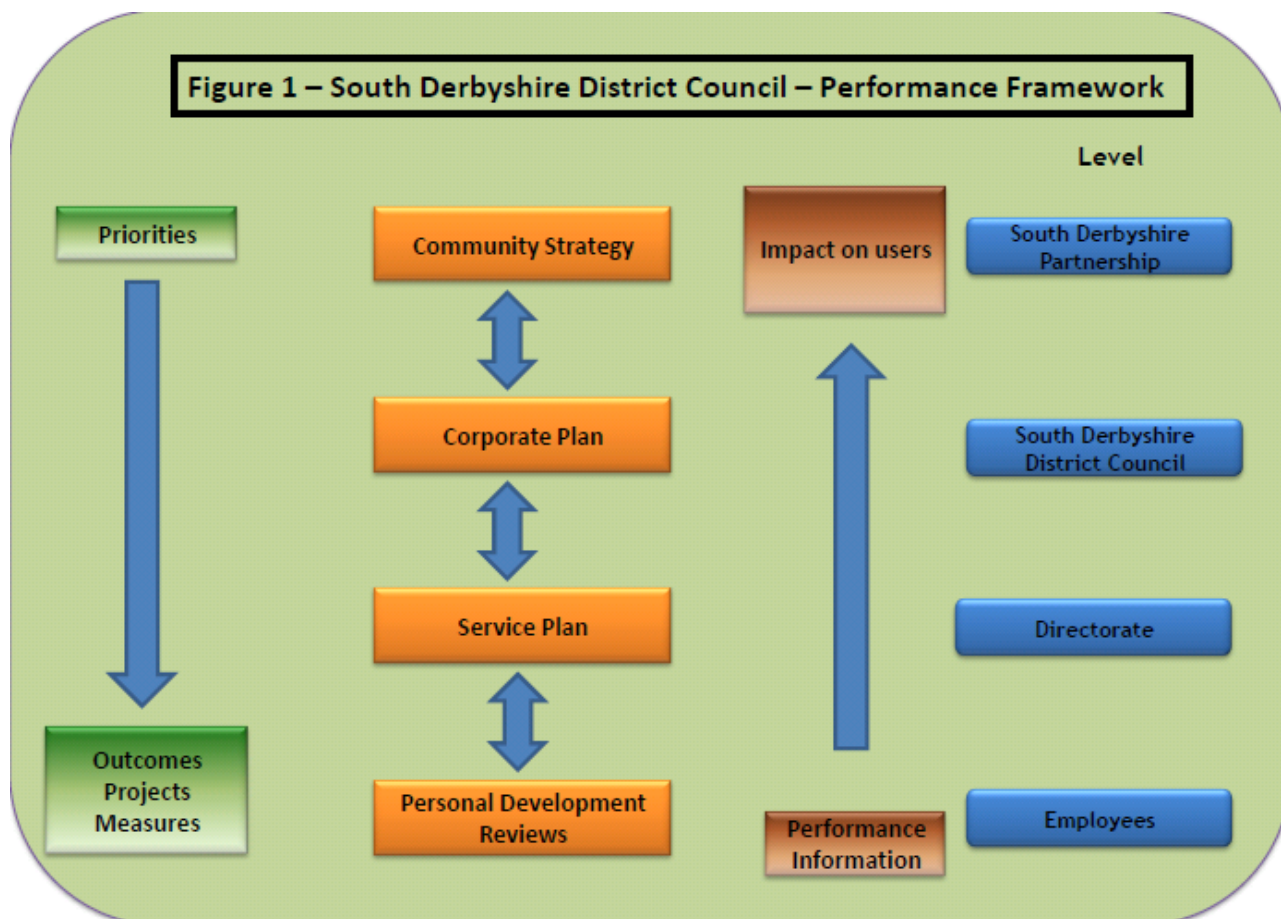 Figure 1 – South Derbyshire District Council – Performance Framework
Level
Priorities
Community Strategy
Impact on users
South Derbyshire
Partnership
Corporate Plan
South Derbyshire
District Council
Service Plan
Directorate
Outcomes
Projects
Measures
Personal Development
Reviews
Performance
Information
Employees